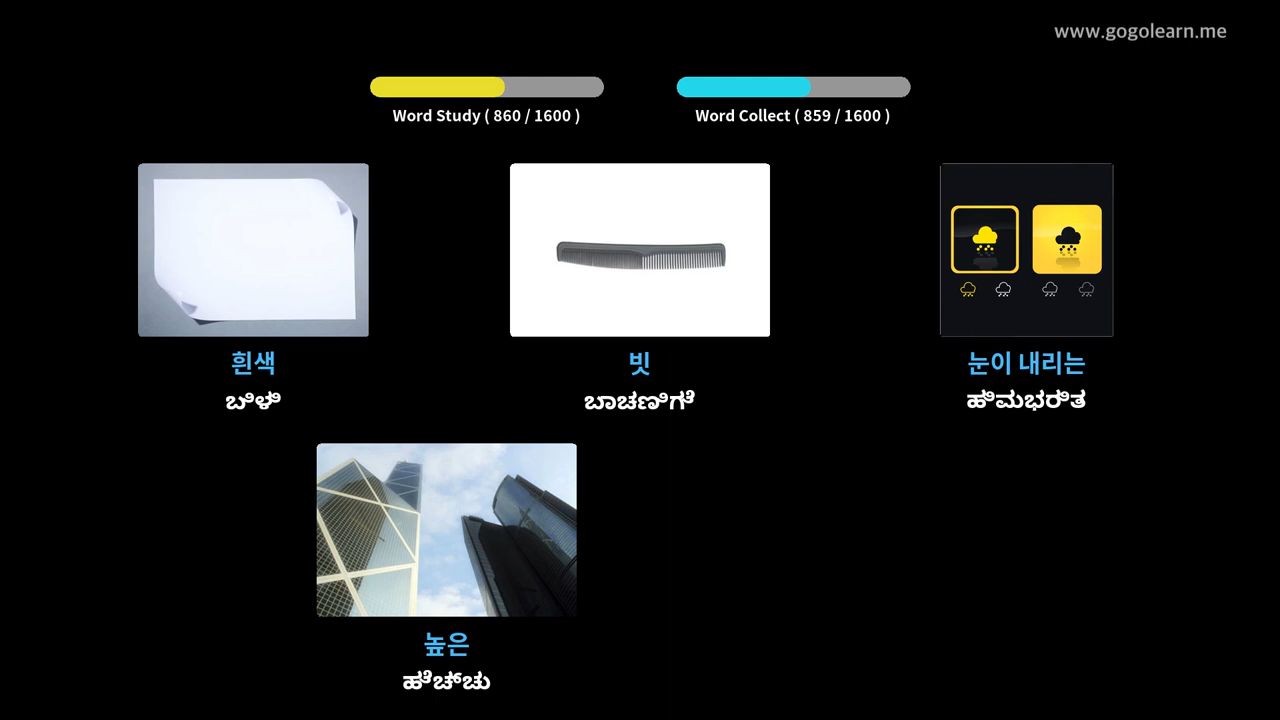 www.gogolearn.me
Word Study ( 860 / 1600 )
Word Collect ( 859 / 1600 )
흰색
ಬಿಳಿ
빗
ಬಾಚಣಿಗೆ
눈이 내리는
ಹಿಮಭರಿತ
높은
ಹೆಚ್ಚು